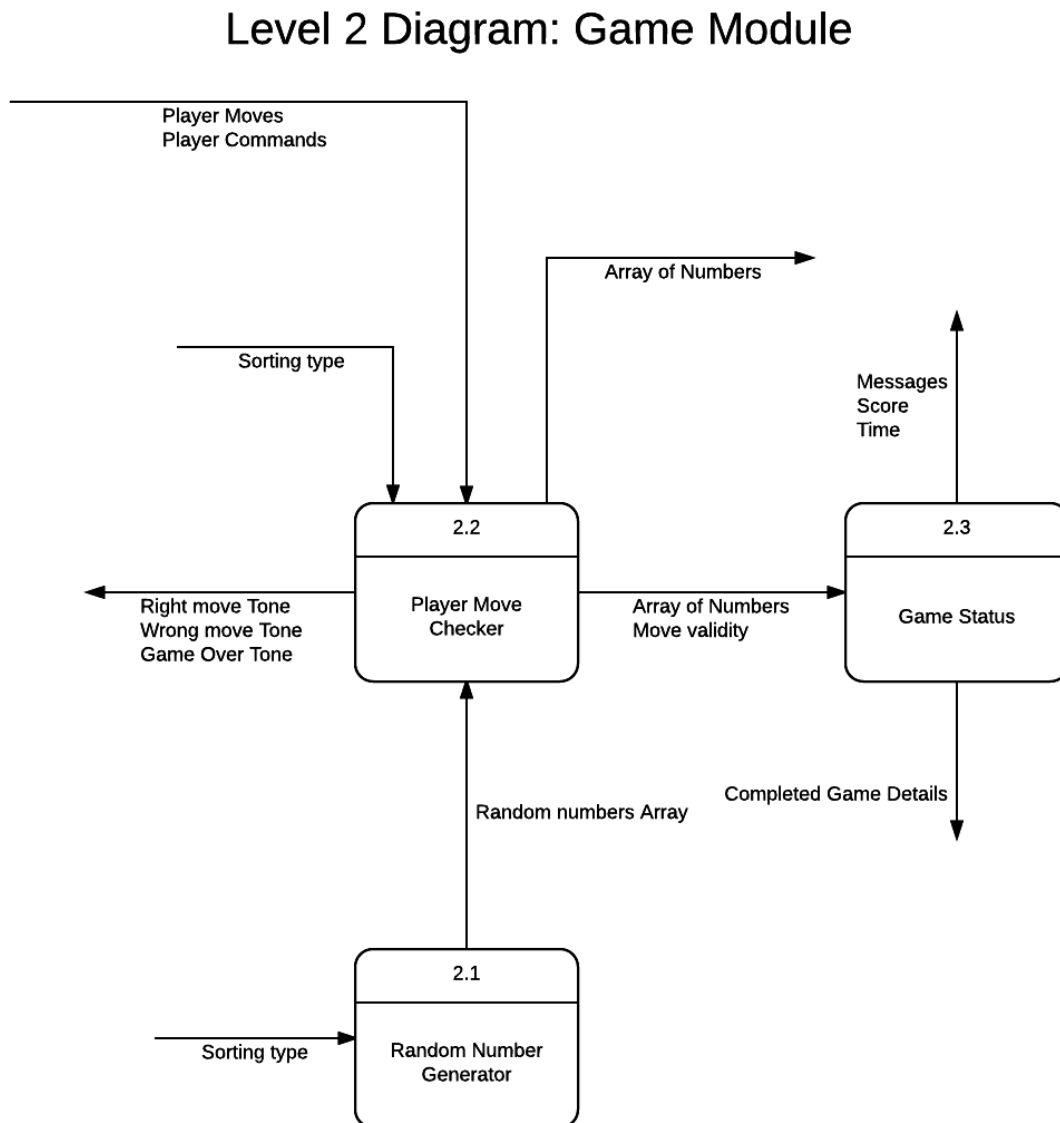 Level 2 Diagram: Game Module
Player Moves
Player Commands
Array of Numbers
Sorting type
Messages
Score
Time
2.2
2.3
Right move Tone
Wrong move Tone
Game Over Tone
Player Move
Checker
Array of Numbers
Move validity
Game Status
Completed Game Details
Random numbers Array
2.1
Sorting type
Random Number
Generator